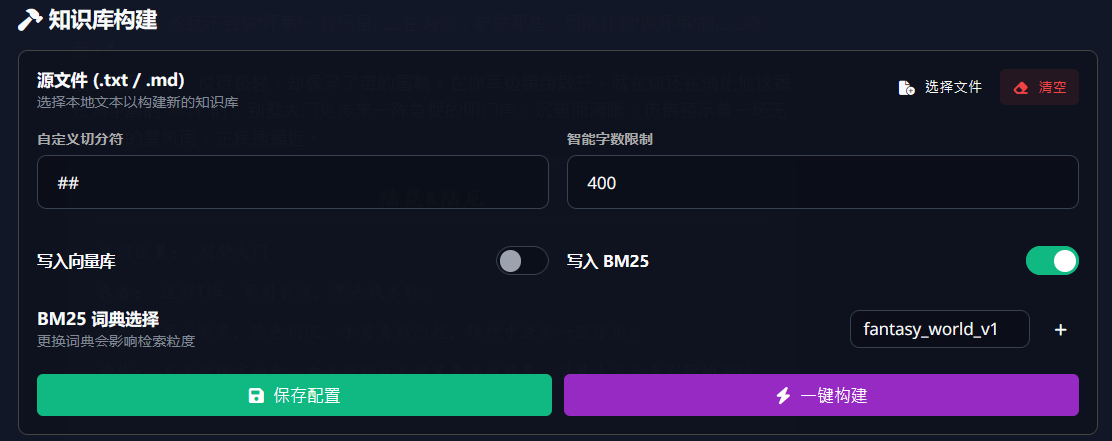 知识库构建
源文件 (.txt / .md)
选择本地文本以构建新的知识库
选择文件
清空
自定义切分符
智能字数限制
##
400
写入向量库
写入 BM25
BM25 词典选择
更换词典会影响检索粒度
fantasy_world_v1
+
保存配置
一键构建